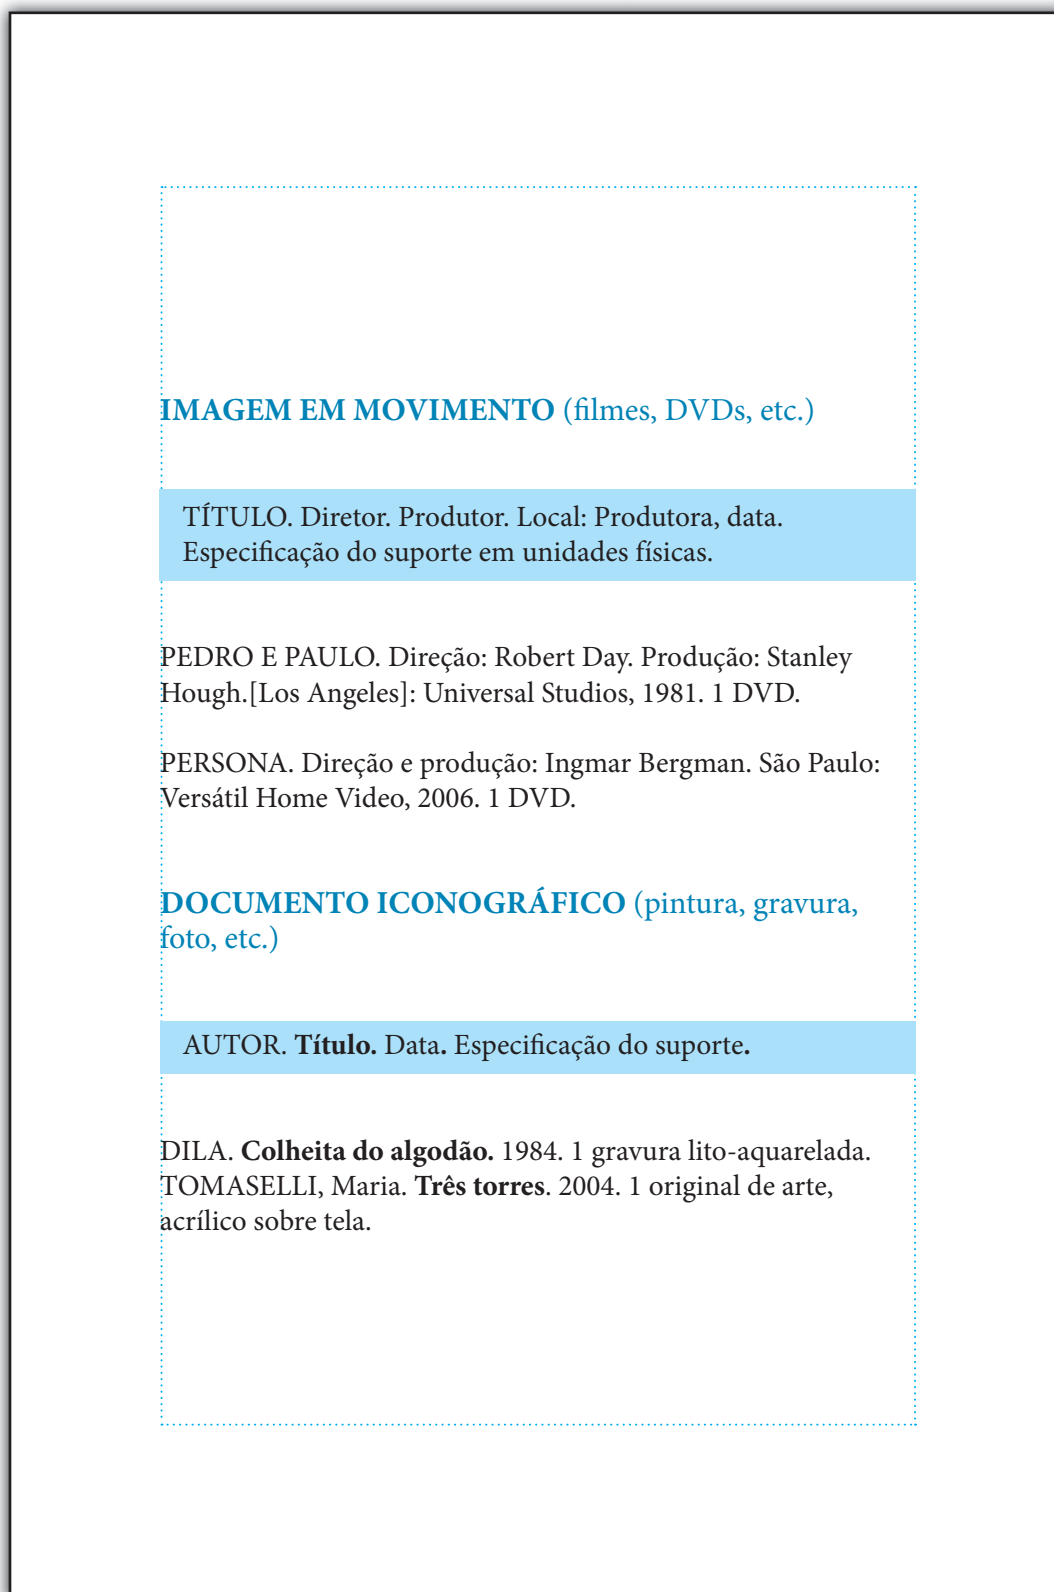 IMAGEM EM MOVIMENTO (filmes, DVDs, etc.)
TÍTULO. Diretor. Produtor. Local: Produtora, data.
Especificação do suporte em unidades físicas.
PEDRO E PAULO. Direção: Robert Day. Produção: Stanley
Hough.[Los Angeles]: Universal Studios, 1981. 1 DVD.
PERSONA. Direção e produção: Ingmar Bergman. São Paulo:
Versátil Home Video, 2006. 1 DVD.
DOCUMENTO ICONOGRÁFICO (pintura, gravura,
foto, etc.)
AUTOR. Título. Data. Especificação do suporte.
DILA. Colheita do algodão. 1984. 1 gravura lito-aquarelada.
TOMASELLI, Maria. Três torres. 2004. 1 original de arte,
acrílico sobre tela.